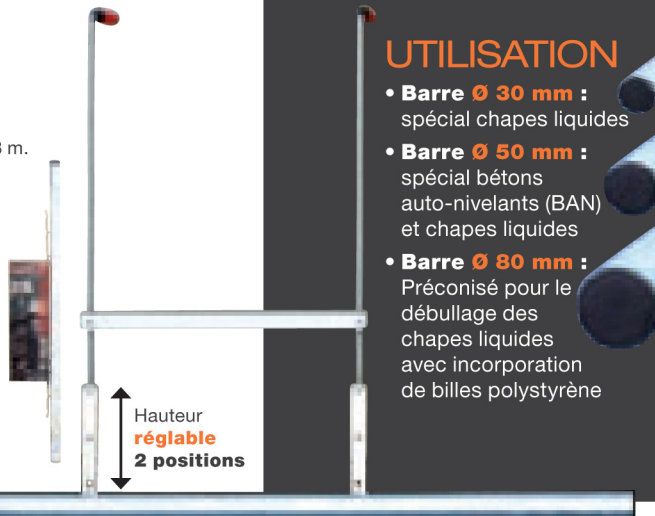 UTILISATION
• Barre Ø 30 mm :
spécial chapes liquides
• Barre Ø 50 mm :
spécial bétons
auto-nivelants (BAN)
et chapes liquides
• Barre Ø 80 mm :
Préconisé pour le
débullage des
chapes liquides
avec incorporation
de billes polystyrène
m.
Hauteur
réglable
2 positions